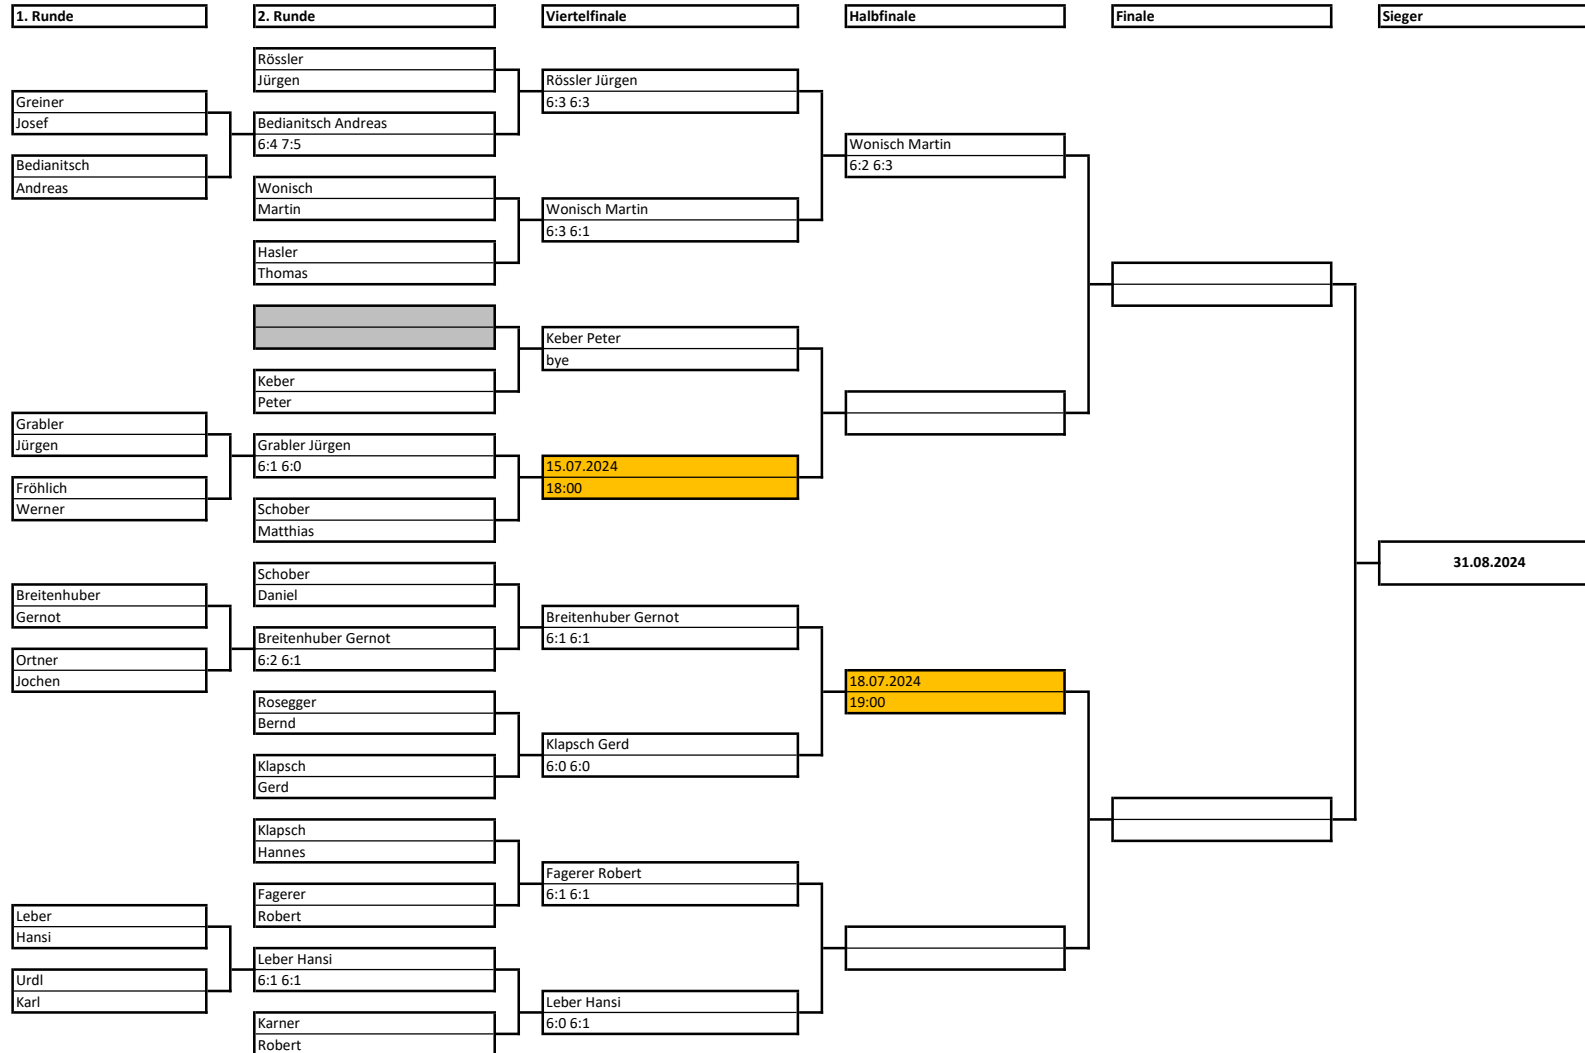 1. Runde
2. Runde
Viertelfinale
Halbfinale
Finale
Sieger
Greiner
Josef
Bedianitsch
Andreas
Grabler
Jürgen
Fröhlich
Werner
Breitenhuber
Gernot
Ortner
Jochen
Leber
Hansi
Urdl
Karl
Rössler
Jürgen
Bedianitsch Andreas
6:4 7:5
Wonisch
Martin
Hasler
Thomas
Keber
Peter
Grabler Jürgen
6:1 6:0
Schober
Matthias
Schober
Daniel
Breitenhuber Gernot
6:2 6:1
Rosegger
Bernd
Klapsch
Gerd
Klapsch
Hannes
Fagerer
Robert
Leber Hansi
6:1 6:1
Karner
Robert
Rössler Jürgen
6:3 6:3
Wonisch Martin
6:3 6:1
Keber Peter
bye
15.07.2024
18:00
Breitenhuber Gernot
6:1 6:1
Klapsch Gerd
6:0 6:0
Fagerer Robert
6:1 6:1
Leber Hansi
6:0 6:1
Wonisch Martin
6:2 6:3
18.07.2024
19:00
31.08.2024